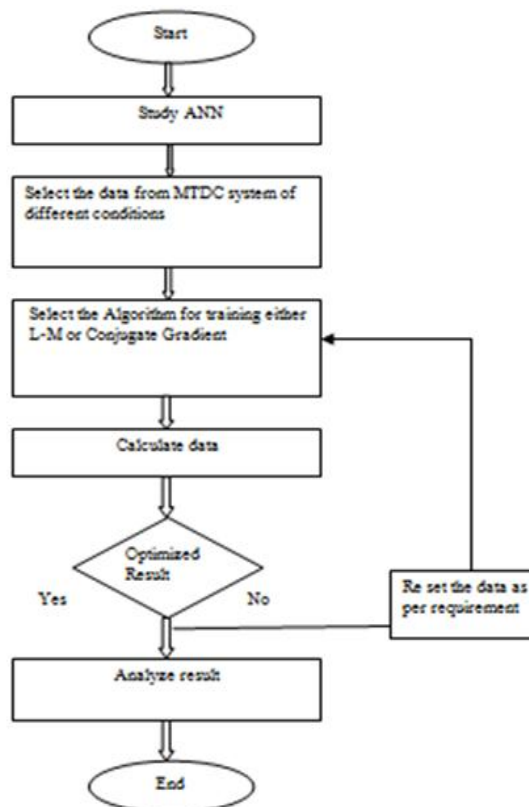 Start
Study ANN
Select the data from MTDC system of
different conditions
Select the Algorithm for training either
L-M or Conjugate Gradient
Calculate data
Optimized
Result
Yes
No
Re set the data as
per requirement
Analyze result
End